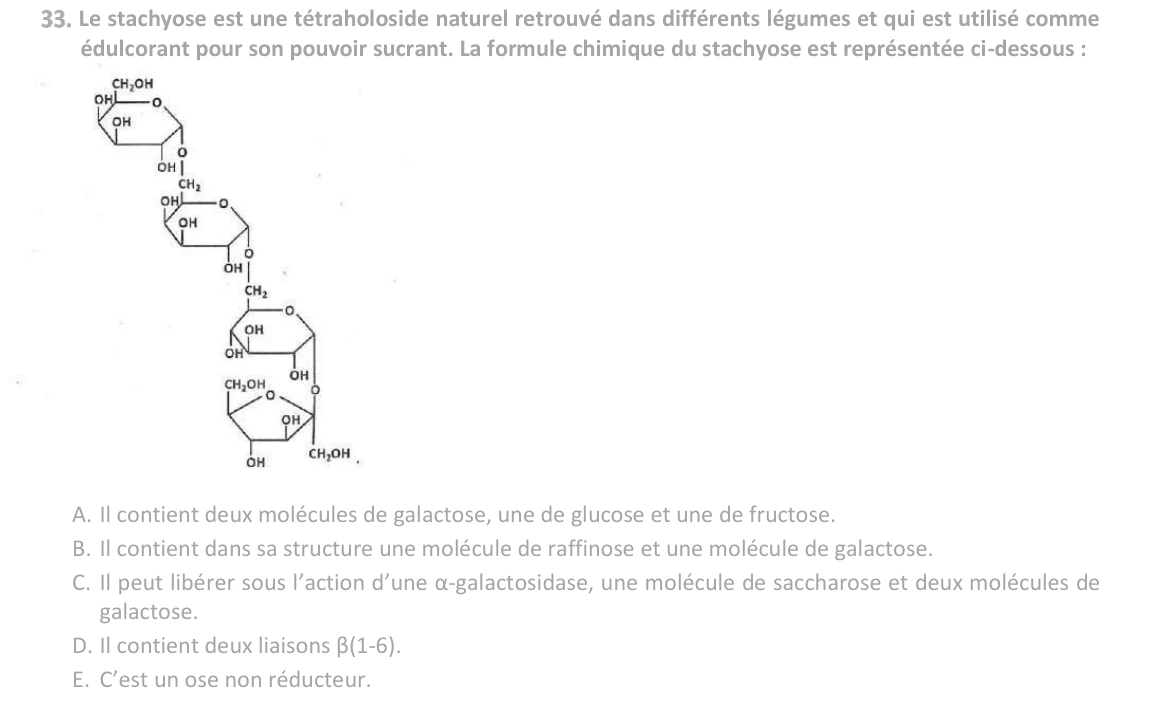 33. Le stachyose est une tétraholoside naturel retrouvé dans différents légumes et qui est utilisé comme
édulcorant pour son pouvoir sucrant. La formule chimique du stachyose est représentée ci-dessous :
CH₂OH
OH O
OH
O
OH
CH₂
OH O
OH
O
OH
CH₂
O
OH
OH
OH
CH₂OH O
O
OH
CH₂OH .
OH
A. Il contient deux molécules de galactose, une de glucose et une de fructose.
B. Il contient dans sa structure une molécule de raffinose et une molécule de galactose.
C. Il peut libérer sous l’action d’une α-galactosidase, une molécule de saccharose et deux molécules de
galactose.
D. Il contient deux liaisons β(1-6).
E. C’est un ose non réducteur.